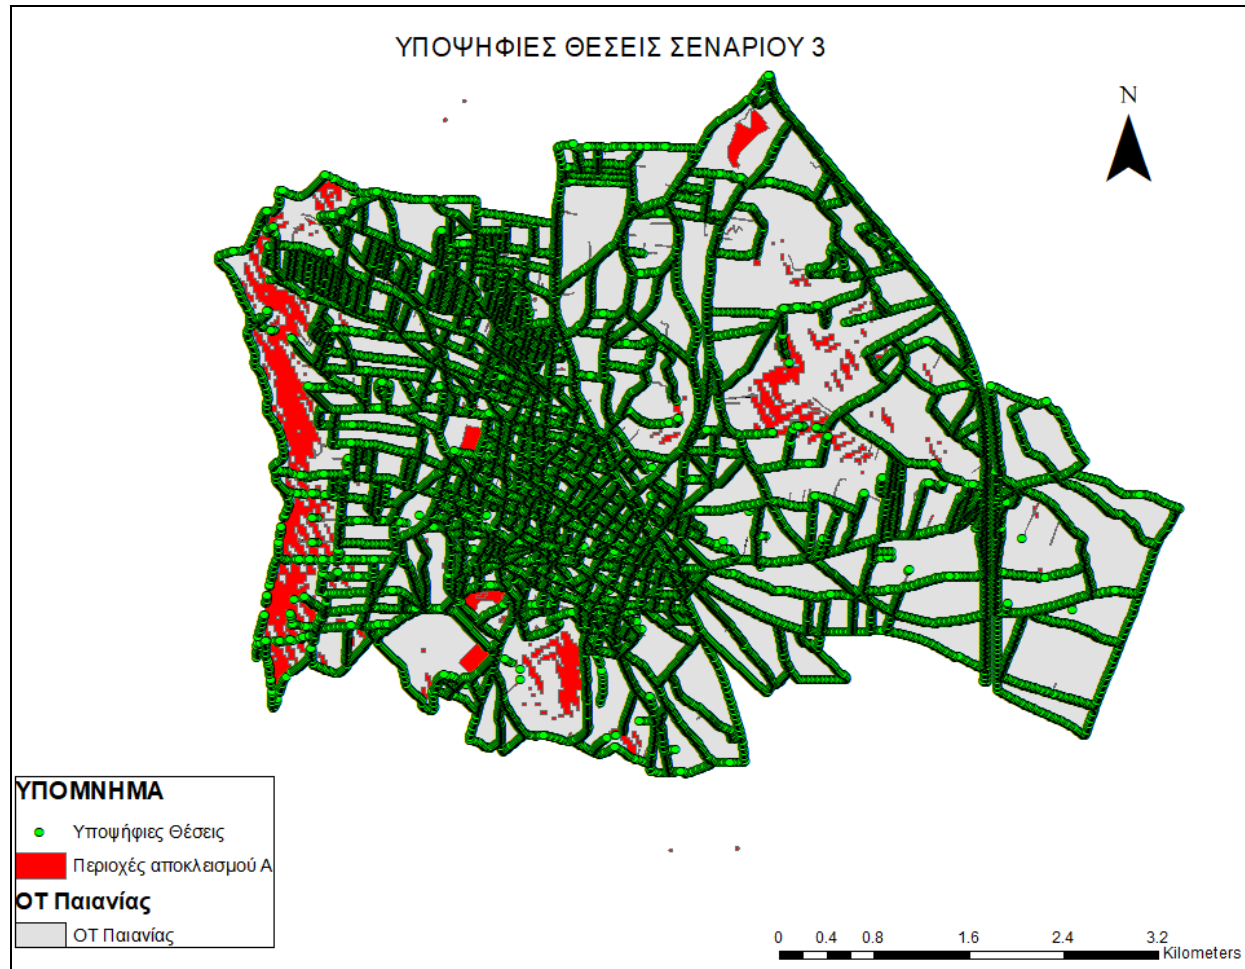 ΥΠΟΨΗΦΙΕΣ ΘΕΣΕΙΣ ΣΕΝΑΡΙΟΥ 3
N
ΥΠΟΜΝΗΜΑ
Υποψήφιες Θέσεις
Περιοχές αποκλεισμού Α
ΟΤ Παιανίας
ΟΤ Παιανίας
0 0.4 0.8 1.6 2.4 3.2
Kilometers